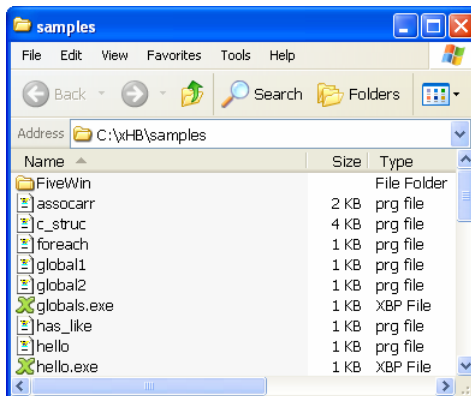 samples
File Edit View Favorites Tools Help
Back Search Folders
Address C:\xHB\samples
Name Size Type
FiveWin File Folder
assocarr 2 KB prg file
c_struc 4 KB prg file
foreach 1 KB prg file
global1 1 KB prg file
global2 1 KB prg file
globals.exe 1 KB XBP File
has_like 1 KB prg file
hello 1 KB prg file
hello.exe 1 KB XBP File